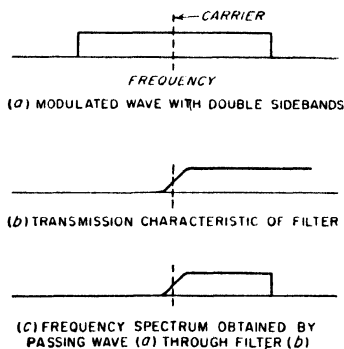 CARRIER
FREQUENCY
(a) MODULATED WAVE WITH DOUBLE SIDEBANDS
(b) TRANSMISSION CHARACTERISTIC OF FILTER
(c) FREQUENCY SPECTRUM OBTAINED BY
PASSING WAVE (a) THROUGH FILTER (b)